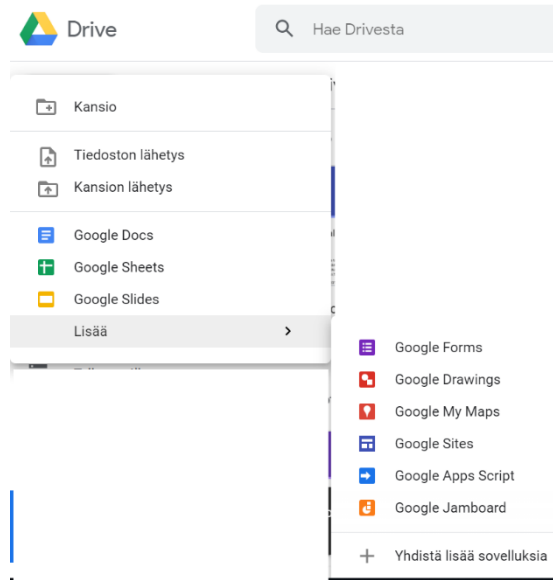 Drive
Hae Drivesta
Kansio
Tiedoston lähetys
Kansion lähetys
Google Docs
Google Sheets
Google Slides
Lisää
Google Forms
Google Drawings
Google My Maps
Google Sites
Google Apps Script
Google Jamboard
Yhdistä lisää sovelluksia